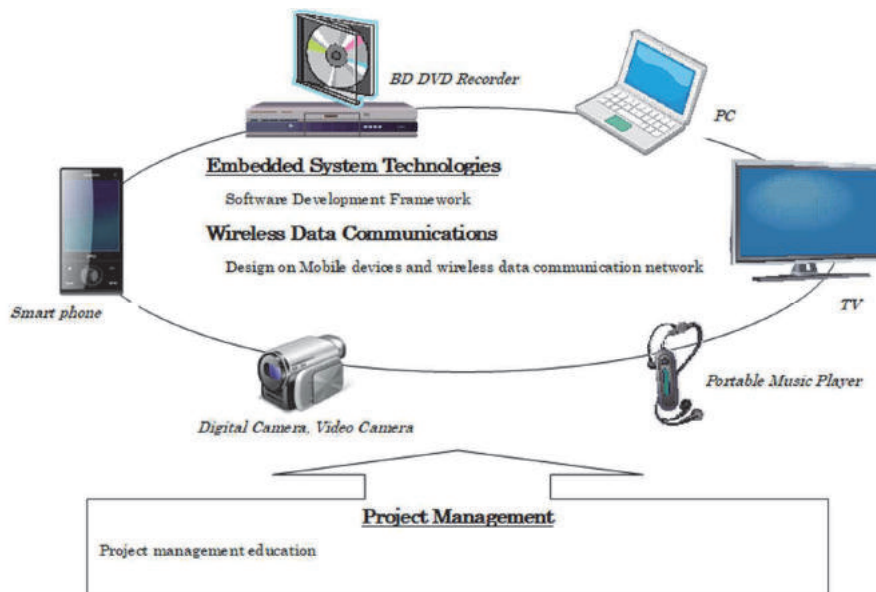 BD DVD Recorder
PC
Embedded System Technologies
Software Development Framework
Wireless Data Communications
Design on Mobile devices and wireless data communication network
Smart phone
TV
Portable Music Player
Digital Camera, Video Camera
Project Management
Project management education